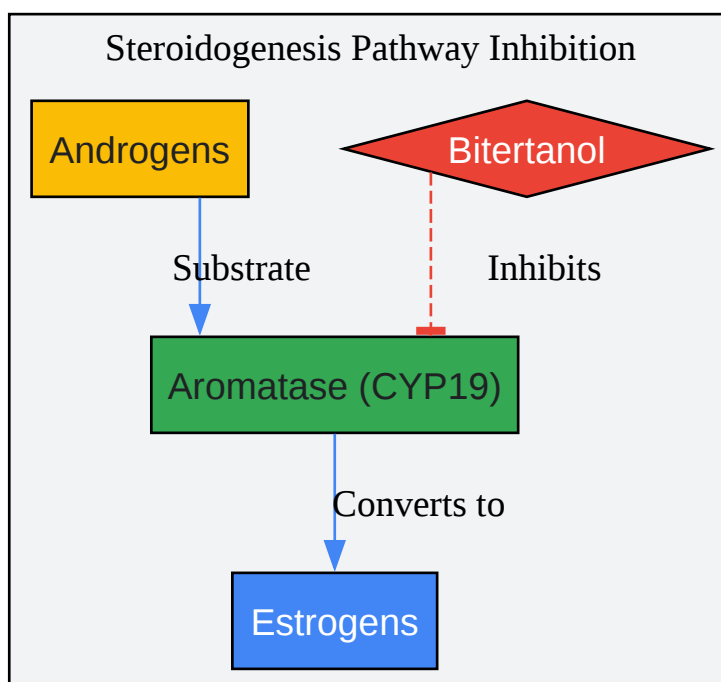 Steroidogenesis Pathway Inhibition
Androgens
Bitertanol
Substrate
Inhibits
Aromatase (CYP19)
Converts to
Estrogens